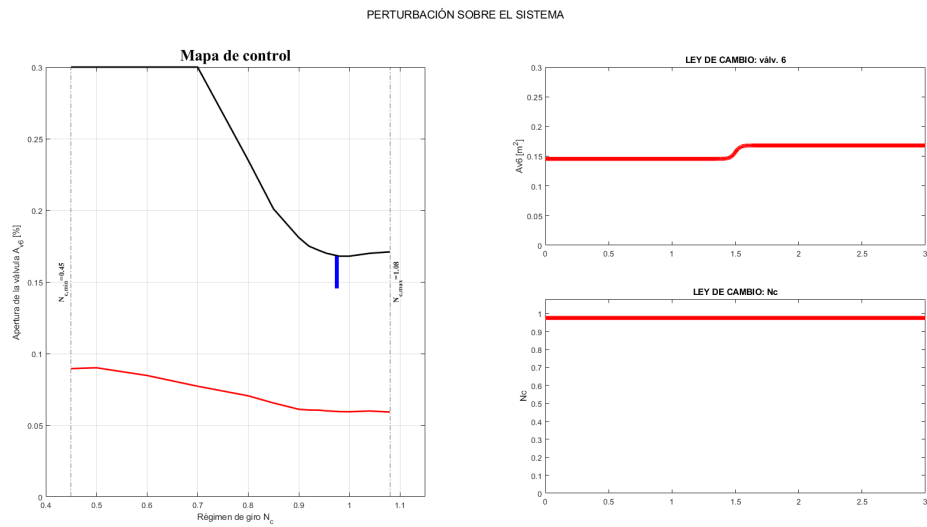 PERTURBACIÓN SOBRE EL SISTEMA
Mapa de control
0.3
0.25
0.2
0.15
0.1
0.05
0
Apertura de la válvula A_v6 [%]
N_c,min=0.45
N_c,max=1.08
0.4 0.5 0.6 0.7 0.8 0.9 1 1.1
Régimen de giro N_c
LEY DE CAMBIO: válv. 6
0.3
0.25
0.2
0.15
0.1
0.05
0
Av6 [m²]
0 0.5 1 1.5 2 2.5 3
LEY DE CAMBIO: Nc
1
0.9
0.8
0.7
0.6
0.5
0.4
0.3
0.2
0.1
0
Nc
0 0.5 1 1.5 2 2.5 3